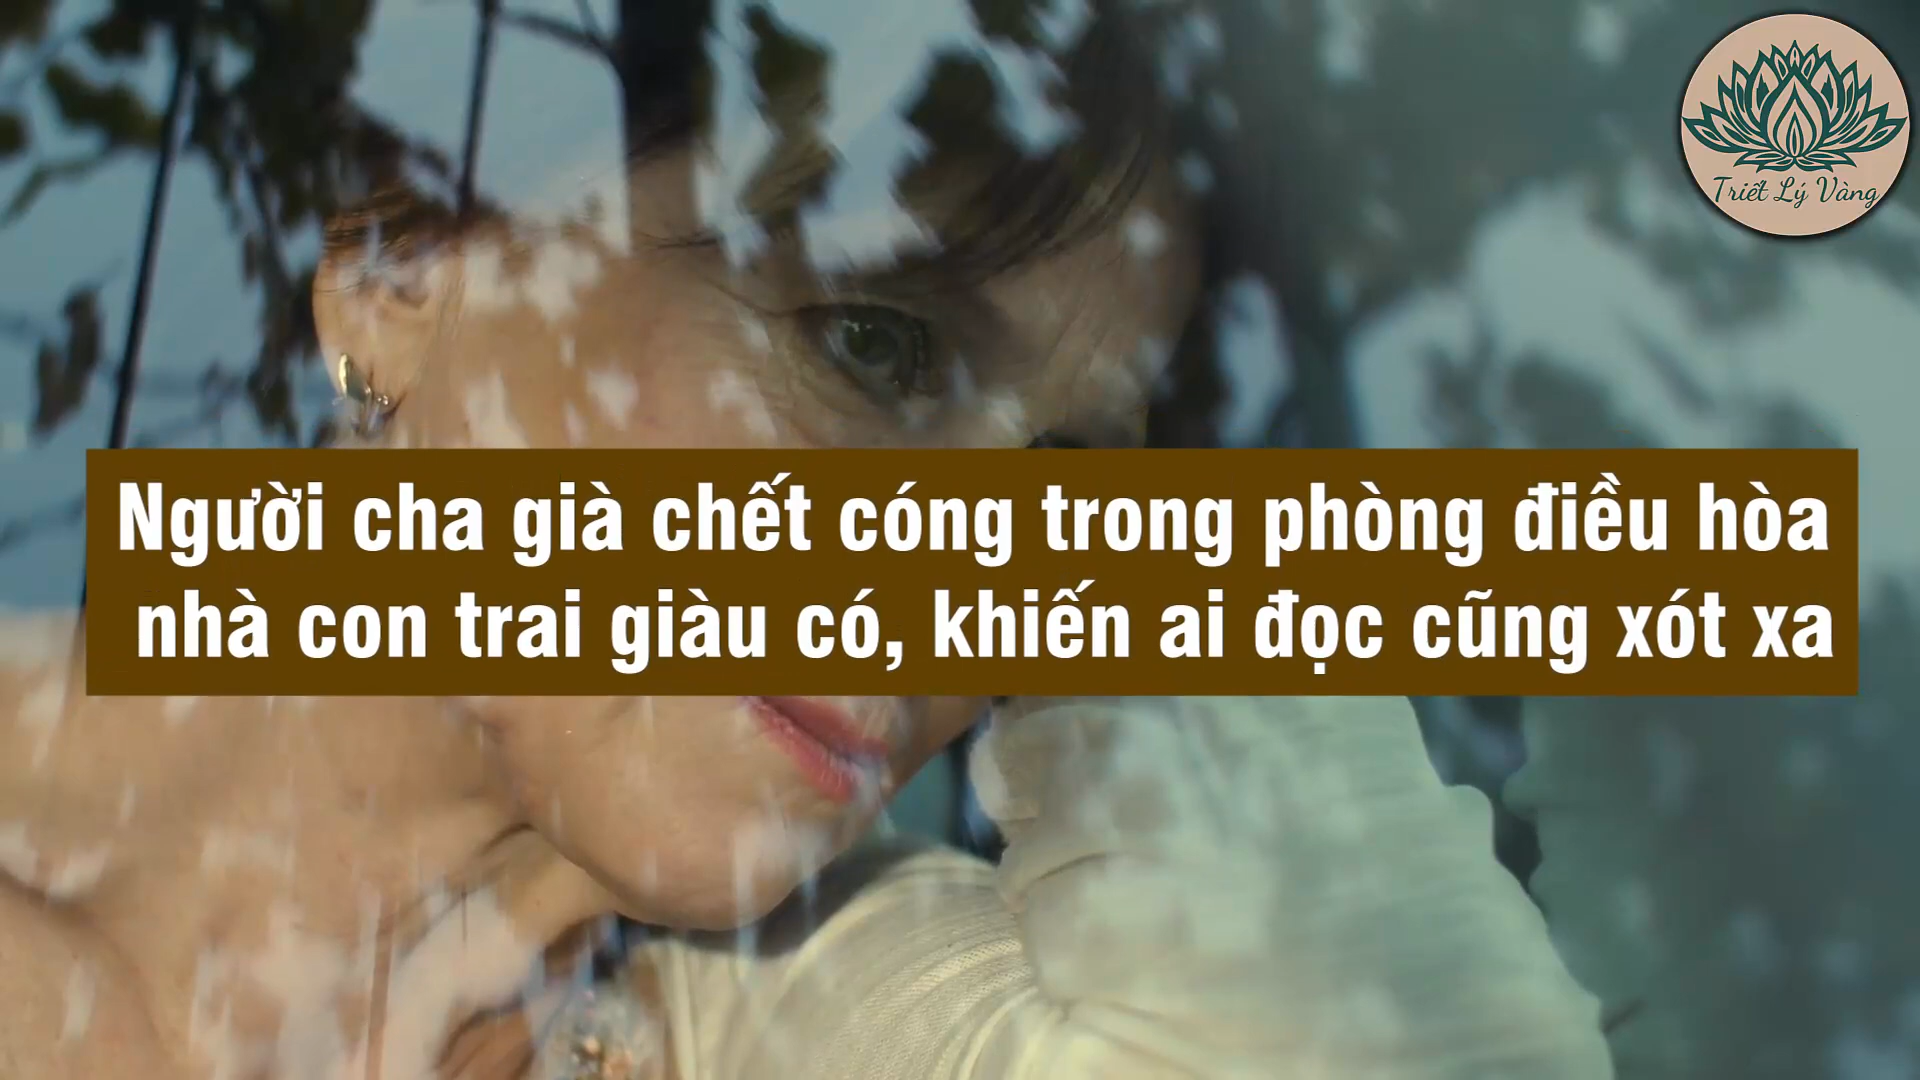 Triết Lý Vàng
Người cha già chết cóng trong phòng điều hòa
nhà con trai giàu có, khiến ai đọc cũng xót xa